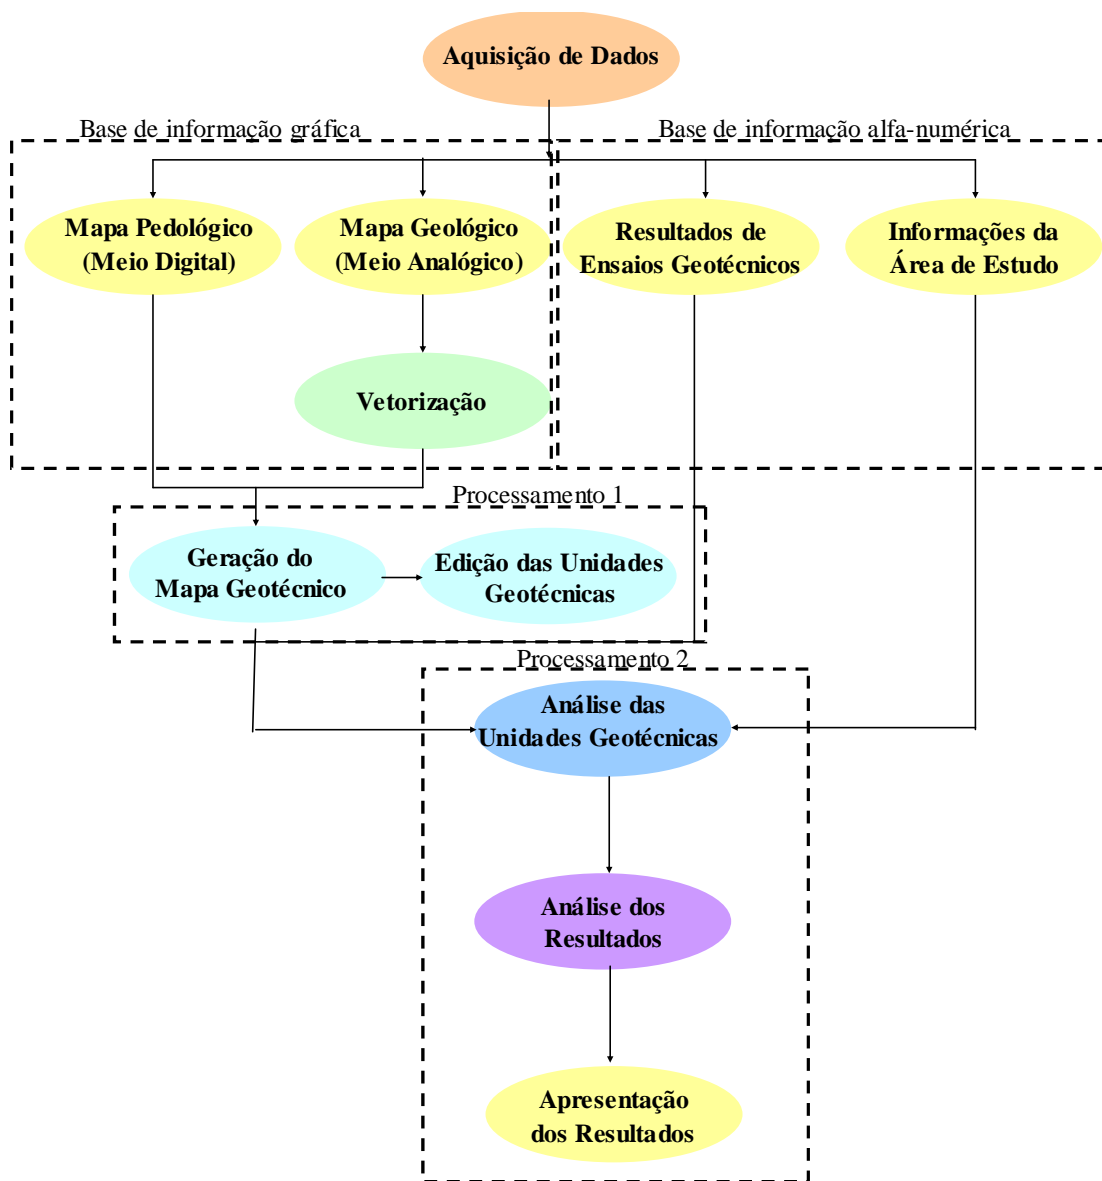 Aquisição de Dados
Base de informação gráfica
Base de informação alfa-numérica
Mapa Pedológico
(Meio Digital)
Mapa Geológico
(Meio Analógico)
Resultados de
Ensaios Geotécnicos
Informações da
Área de Estudo
Vetorização
Processamento 1
Geração do
Mapa Geotécnico
Edição das Unidades
Geotécnicas
Processamento 2
Análise das
Unidades Geotécnicas
Análise dos
Resultados
Apresentação
dos Resultados